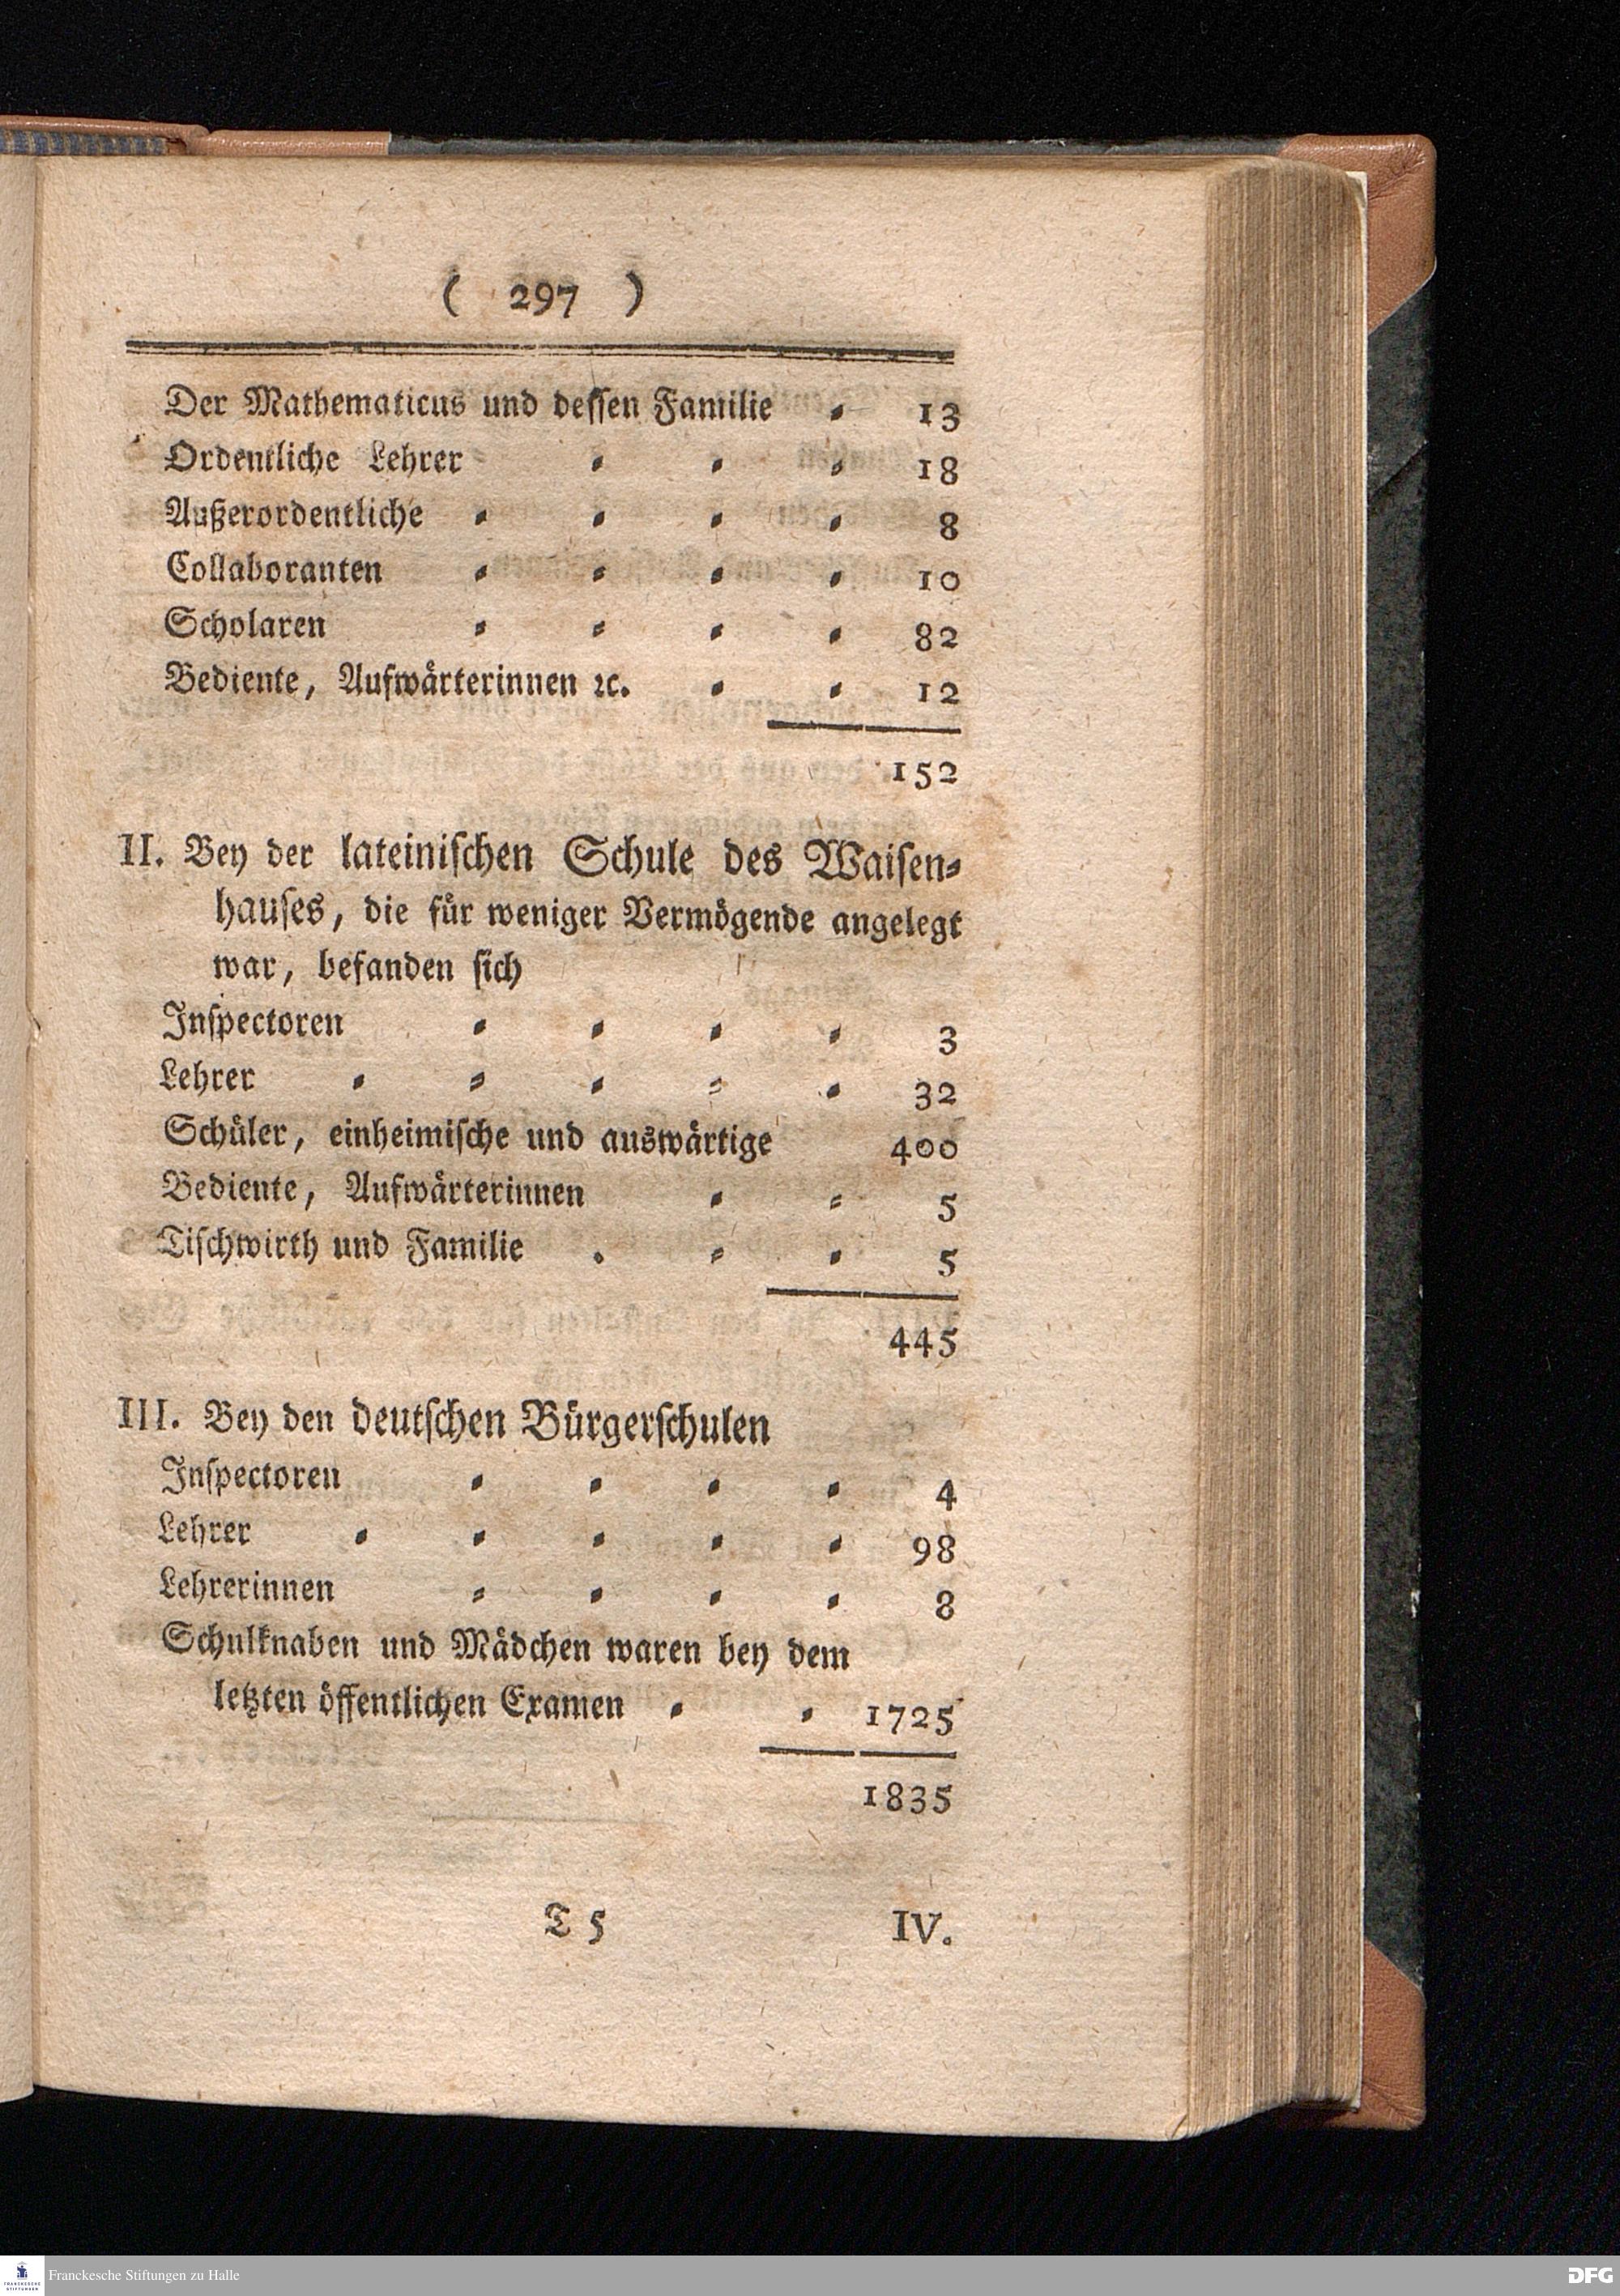 ( 297 )
Der Mathematicus und dessen Familie ⸗ 13
Ordentliche Lehrer ⸗ ⸗ ⸗ 18
Außerordentliche ⸗ ⸗ ⸗ ⸗ 8
Collaboranten ⸗ ⸗ ⸗ ⸗ 10
Scholaren ⸗ ⸗ ⸗ ⸗ 82
Bediente, Aufwärterinnen ꝛc. ⸗ ⸗ 12
152
II. Bey der lateinischen Schule des Waisen⸗
hauses, die für weniger Vermögende angelegt
war, befanden sich
Inspectoren ⸗ ⸗ ⸗ ⸗ 3
Lehrer ⸗ ⸗ ⸗ ⸗ ⸗ 32
Schüler, einheimische und auswärtige 400
Bediente, Aufwärterinnen ⸗ ⸗ 5
Tischwirth und Familie . ⸗ ⸗ 5
445
III. Bey den deutschen Bürgerschulen
Inspectoren ⸗ ⸗ ⸗ ⸗ 4
Lehrer ⸗ ⸗ ⸗ ⸗ ⸗ 98
Lehrerinnen ⸗ ⸗ ⸗ ⸗ 8
Schulknaben und Mädchen waren bey dem
letzten öffentlichen Examen ⸗ ⸗ 1725
1835
T 5 IV.
FRANCKESCHE STIFTUNGEN
Franckesche Stiftungen zu Halle
DFG